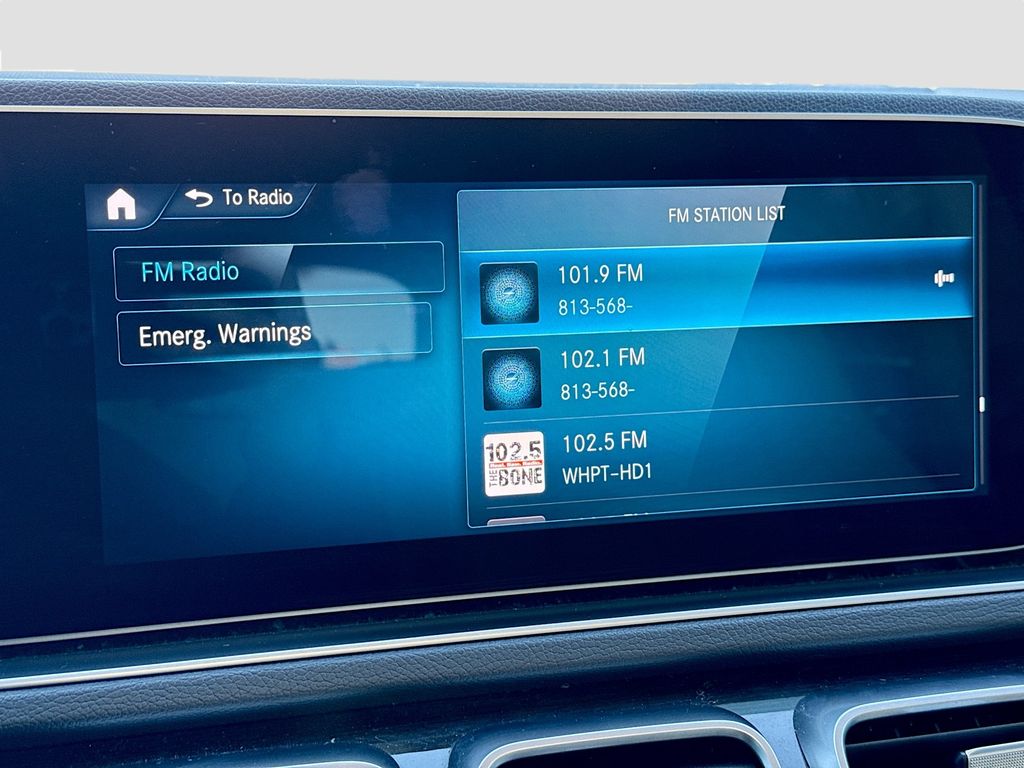 To Radio
FM Radio
Emerg. Warnings
FM STATION LIST
101.9 FM
813-568-
102.1 FM
813-568-
102.5 FM
WHPT-HD1
102.5
THE BONE